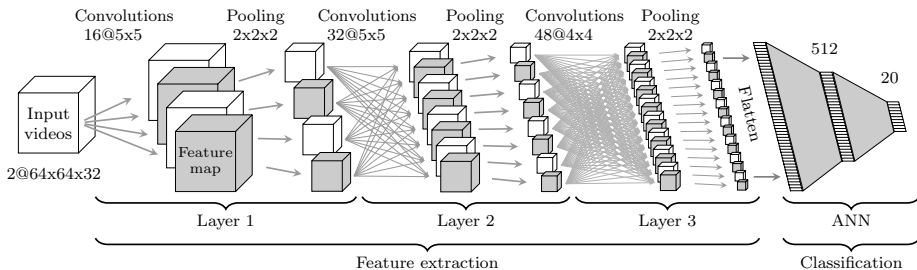 Convolutions
16@5x5
Pooling
2x2x2
Convolutions
32@5x5
Pooling
2x2x2
Convolutions
48@4x4
Pooling
2x2x2
512
20
Input
videos
2@64x64x32
Feature
map
Flatten
Layer 1
Layer 2
Layer 3
ANN
Feature extraction
Classification